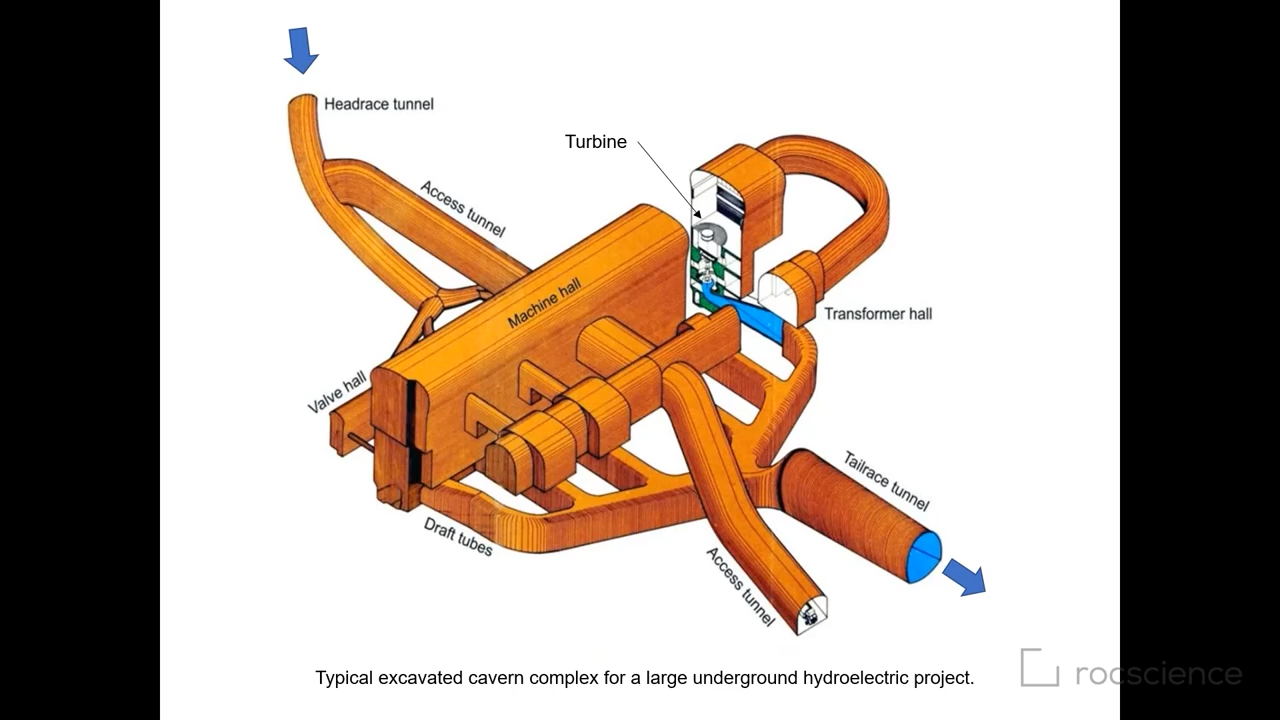 Headrace tunnel
Turbine
Access tunnel
Machine hall
Transformer hall
Valve hall
Tailrace tunnel
Draft tubes
Access tunnel
Typical excavated cavern complex for a large underground hydroelectric project.
rocscience